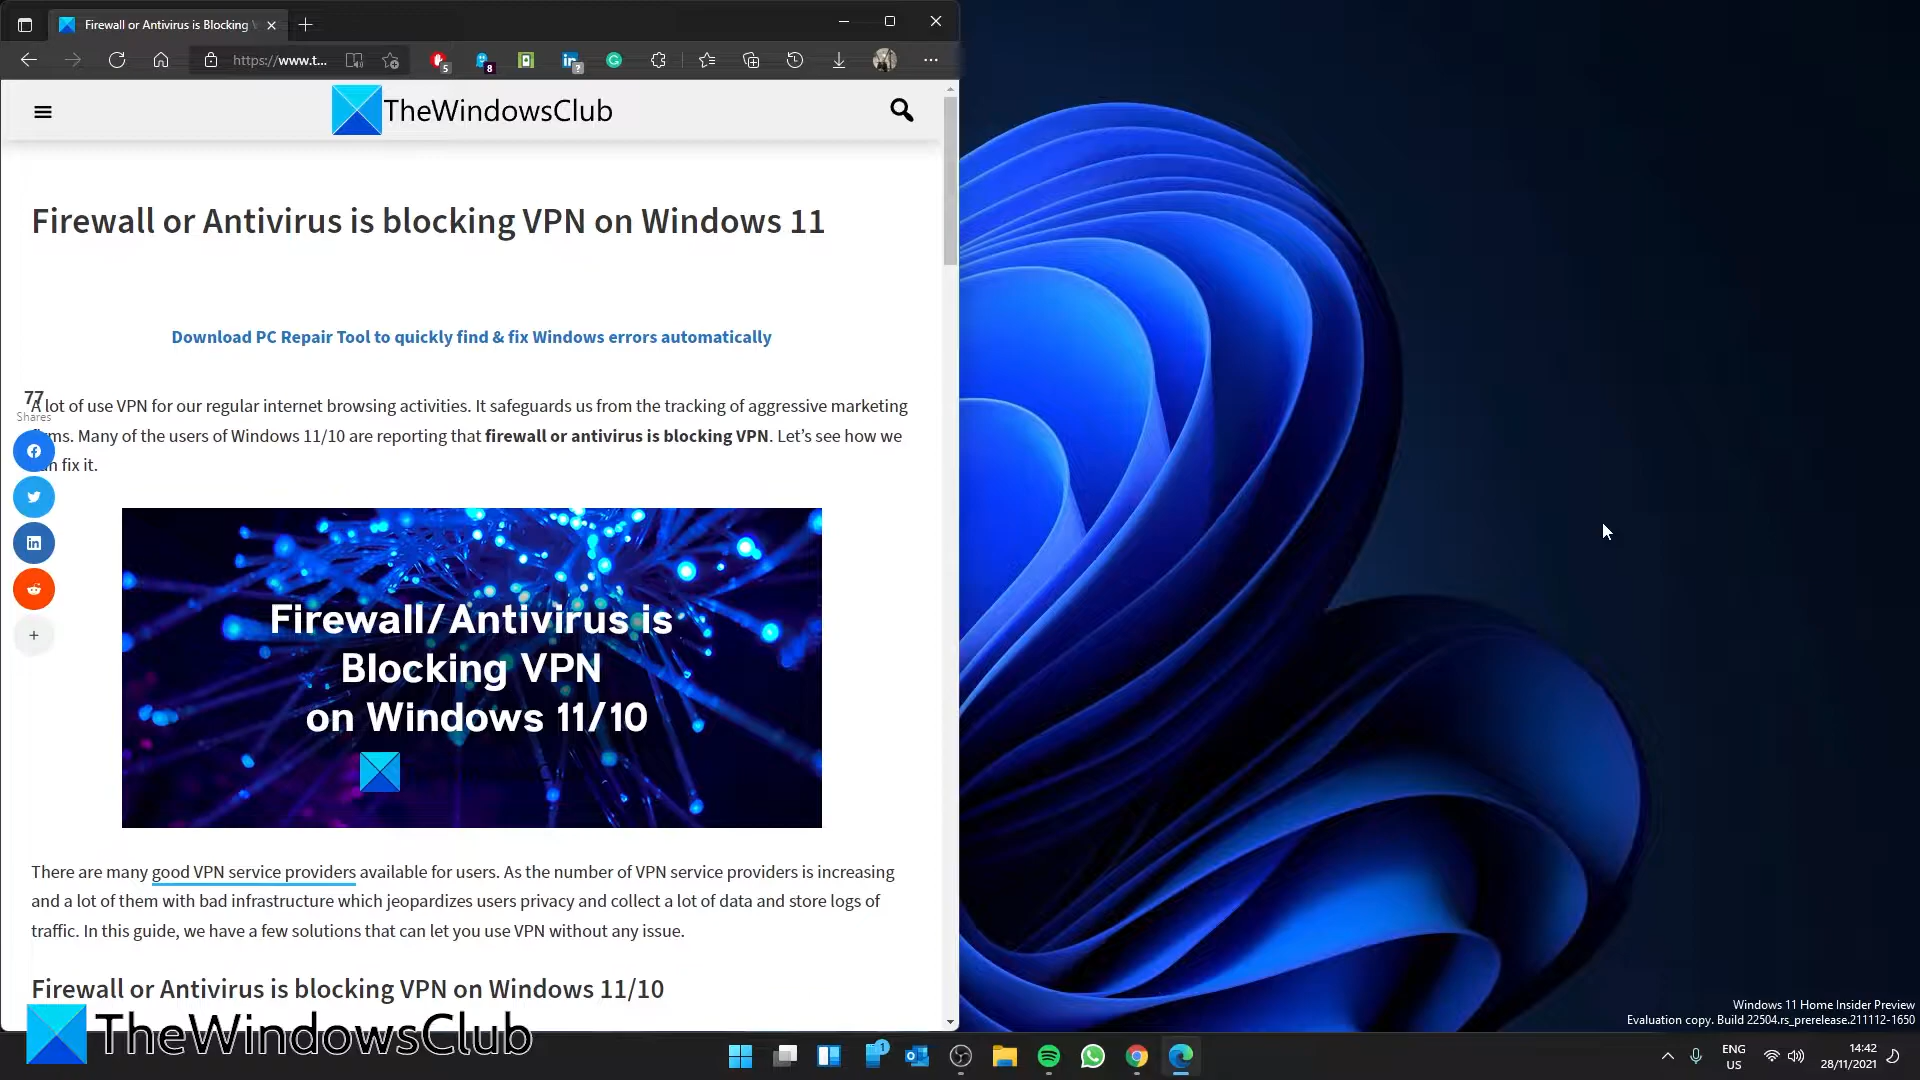 Firewall or Antivirus is Blocking
https://www.t...
5
8
?
TheWindowsClub
Firewall or Antivirus is blocking VPN on Windows 11
Download PC Repair Tool to quickly find & fix Windows errors automatically
77
Shares
A lot of use VPN for our regular internet browsing activities. It safeguards us from the tracking of aggressive marketing
ms. Many of the users of Windows 11/10 are reporting that firewall or antivirus is blocking VPN. Let's see how we
n fix it.
Firewall/Antivirus is
Blocking VPN
on Windows 11/10
There are many good VPN service providers available for users. As the number of VPN service providers is increasing
and a lot of them with bad infrastructure which jeopardizes users privacy and collect a lot of data and store logs of
traffic. In this guide, we have a few solutions that can let you use VPN without any issue.
Firewall or Antivirus is blocking VPN on Windows 11/10
TheWindowsClub
Windows 11 Home Insider Preview
Evaluation copy. Build 22504.rs_prerelease.211112-1650
1
ENG
US
14:42
28/11/2021